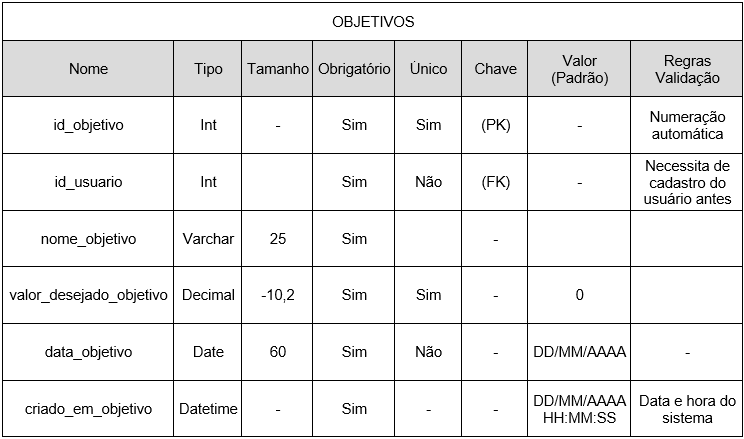 OBJETIVOS
Nome Tipo Tamanho Obrigatório Único Chave Valor (Padrão) Regras Validação
id_objetivo Int - Sim Sim (PK) - Numeração automática
id_usuario Int Sim Não (FK) - Necessita de cadastro do usuário antes
nome_objetivo Varchar 25 Sim -
valor_desejado_objetivo Decimal -10,2 Sim Sim - 0
data_objetivo Date 60 Sim Não - DD/MM/AAAA -
criado_em_objetivo Datetime - Sim - - DD/MM/AAAA HH:MM:SS Data e hora do sistema